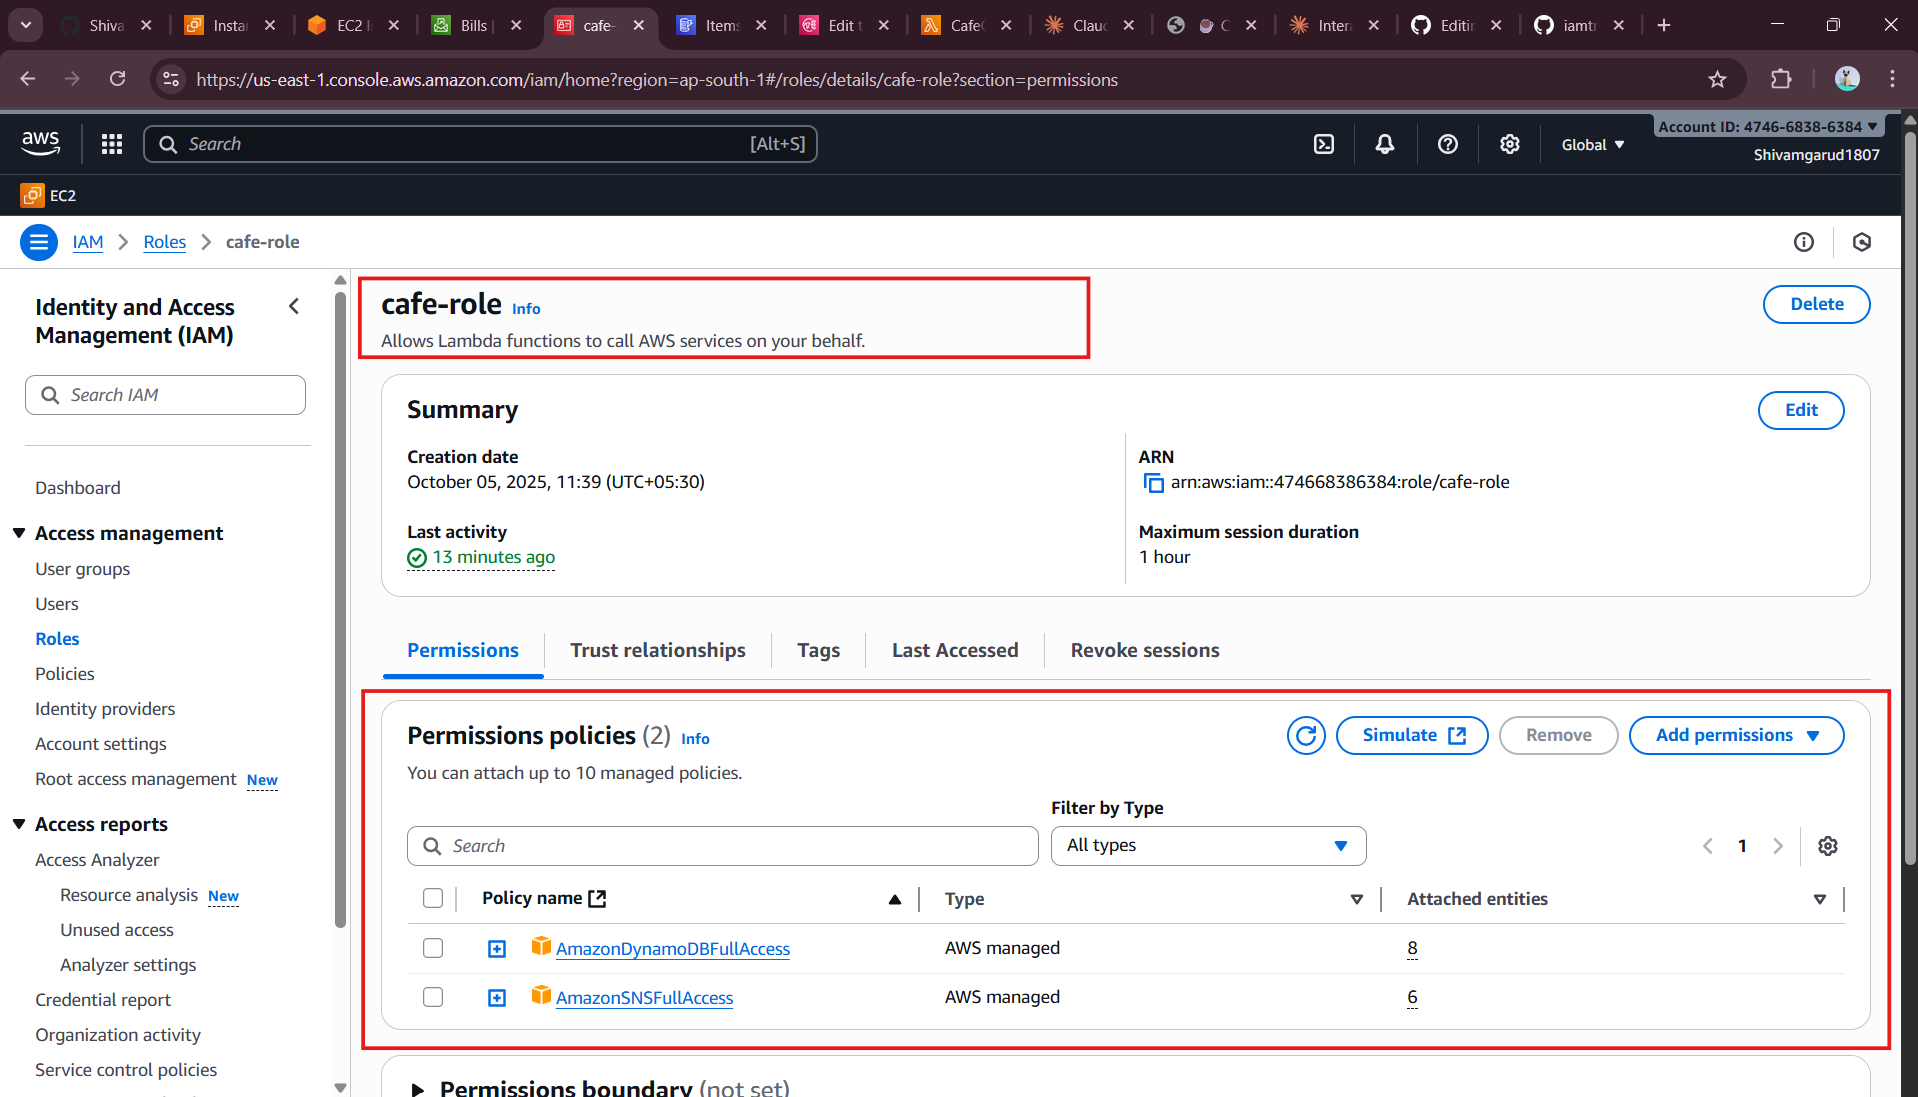 Shiva
Instan
EC2 I
Bills |
cafe-
Items
Edit t
Cafe
Clau
C
Inter
Editin
iamtr
https://us-east-1.console.aws.amazon.com/iam/home?region=ap-south-1#/roles/details/cafe-role?section=permissions
aws
Search
[Alt+S]
Global
Account ID: 4746-6838-6384
Shivamgarud1807
EC2
IAM
Roles
cafe-role
Identity and Access
Management (IAM)
Search IAM
Dashboard
Access management
User groups
Users
Roles
Policies
Identity providers
Account settings
Root access management New
Access reports
Access Analyzer
Resource analysis New
Unused access
Analyzer settings
Credential report
Organization activity
Service control policies
cafe-role Info
Allows Lambda functions to call AWS services on your behalf.
Delete
Summary
Edit
Creation date
October 05, 2025, 11:39 (UTC+05:30)
Last activity
13 minutes ago
ARN
arn:aws:iam::474668386384:role/cafe-role
Maximum session duration
1 hour
Permissions
Trust relationships
Tags
Last Accessed
Revoke sessions
Permissions policies (2) Info
You can attach up to 10 managed policies.
Simulate
Remove
Add permissions
Filter by Type
Search
All types
1
Policy name
Type
Attached entities
AmazonDynamoDBFullAccess
AWS managed
8
AmazonSNSFullAccess
AWS managed
6
Permissions boundary (not set)